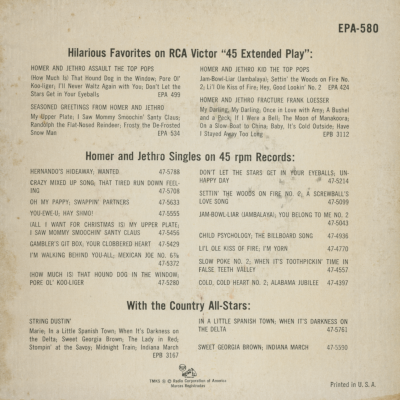 EPA-580
Hilarious Favorites on RCA Victor "45 Extended Play":
HOMER AND JETHRO ASSAULT THE TOP POPS
(How Much Is) That Hound Dog in the Window; Pore Ol'
Koo-liger; I'll Never Waltz Again with You; Don't Let the
Stars Get in Your Eyeballs EPA 499
SEASONED GREETINGS FROM HOMER AND JETHRO
My Upper Plate; I Saw Mommy Smoochin' Santy Claus;
Randolph the Flat-Nosed Reindeer; Frosty the De-Frosted
Snow Man EPA 534
HOMER AND JETHRO KID THE TOP POPS
Jam-Bowl-Liar (Jambalaya); Settin' the Woods on Fire No.
2; Li'l Ole Kiss of Fire; Hey, Good Lookin' No. 2 EPA 424
HOMER AND JETHRO FRACTURE FRANK LOESSER
My Darling, My Darling; Once in Love with Amy; A Bushel
and a Peck; If I Were a Bell; The Moon of Manakoora;
On a Slow Boat to China; Baby, It's Cold Outside; Have
I Stayed Away Too Long EPB 3112
Homer and Jethro Singles on 45 rpm Records:
HERNANDO'S HIDEAWAY; WANTED 47-5788
CRAZY MIXED UP SONG; THAT TIRED RUN DOWN FEEL-
ING 47-5708
OH MY PAPPY; SWAPPIN' PARTNERS 47-5633
YOU-EWE-U; HAY SHMO! 47-5555
(ALL I WANT FOR CHRISTMAS IS) MY UPPER PLATE;
I SAW MOMMY SMOOCHIN' SANTY CLAUS 47-5456
GAMBLER'S GIT BOX; YOUR CLOBBERED HEART 47-5429
I'M WALKING BEHIND YOU-ALL; MEXICAN JOE NO. 6⅞
47-5372
(HOW MUCH IS) THAT HOUND DOG IN THE WINDOW;
PORE OL' KOO-LIGER 47-5280
DON'T LET THE STARS GET IN YOUR EYEBALLS; UN-
HAPPY DAY 47-5214
SETTIN' THE WOODS ON FIRE NO. 2; A SCREWBALL'S
LOVE SONG 47-5099
JAM-BOWL-LIAR (JAMBALAYA); YOU BELONG TO ME NO. 2
47-5043
CHILD PSYCHOLOGY; THE BILLBOARD SONG 47-4936
LI'L OLE KISS OF FIRE; I'M YORN 47-4770
SLOW POKE NO. 2; WHEN IT'S TOOTHPICKIN' TIME IN
FALSE TEETH VALLEY 47-4557
COLD, COLD HEART NO. 2; ALABAMA JUBILEE 47-4397
With the Country All-Stars:
STRING DUSTIN'
Marie; In a Little Spanish Town; When It's Darkness on
the Delta; Sweet Georgia Brown; The Lady in Red;
Stompin' at the Savoy; Midnight Train; Indiana March
EPB 3167
IN A LITTLE SPANISH TOWN; WHEN IT'S DARKNESS ON
THE DELTA 47-5761
SWEET GEORGIA BROWN; INDIANA MARCH 47-5550
TMKS ® © Radio Corporation of America
Marcas Registradas
Printed in U. S. A.